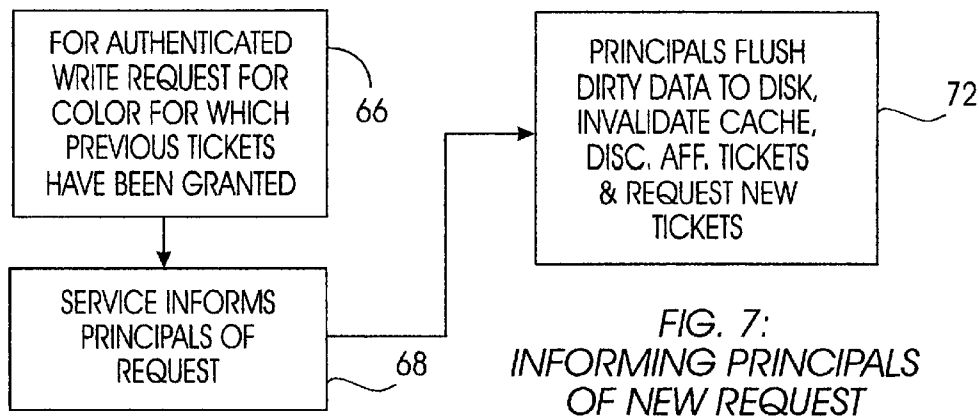 FOR AUTHENTICATED
WRITE REQUEST FOR
COLOR FOR WHICH
PREVIOUS TICKETS
HAVE BEEN GRANTED
66
SERVICE INFORMS
PRINCIPALS OF
REQUEST
68
PRINCIPALS FLUSH
DIRTY DATA TO DISK,
INVALIDATE CACHE,
DISC. AFF. TICKETS
& REQUEST NEW
TICKETS
72
FIG. 7:
INFORMING PRINCIPALS
OF NEW REQUEST